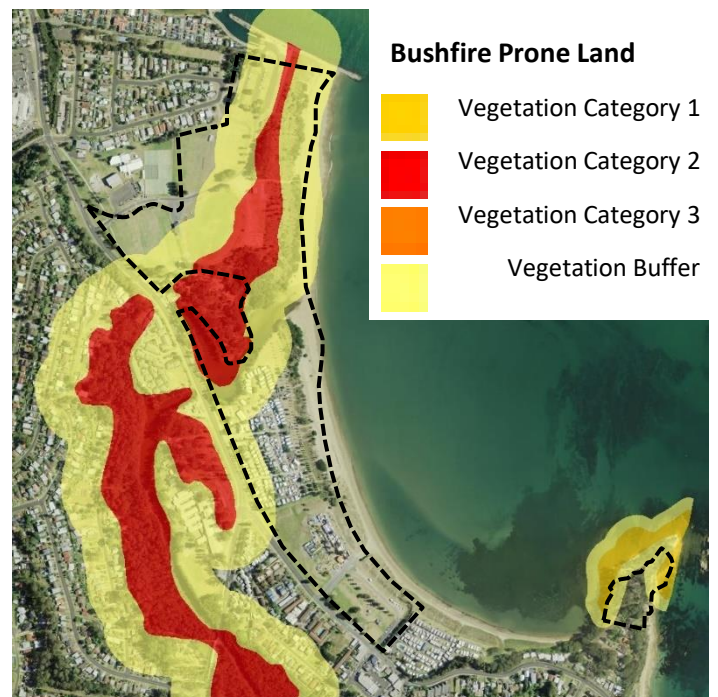 Bushfire Prone Land
Vegetation Category 1
Vegetation Category 2
Vegetation Category 3
Vegetation Buffer